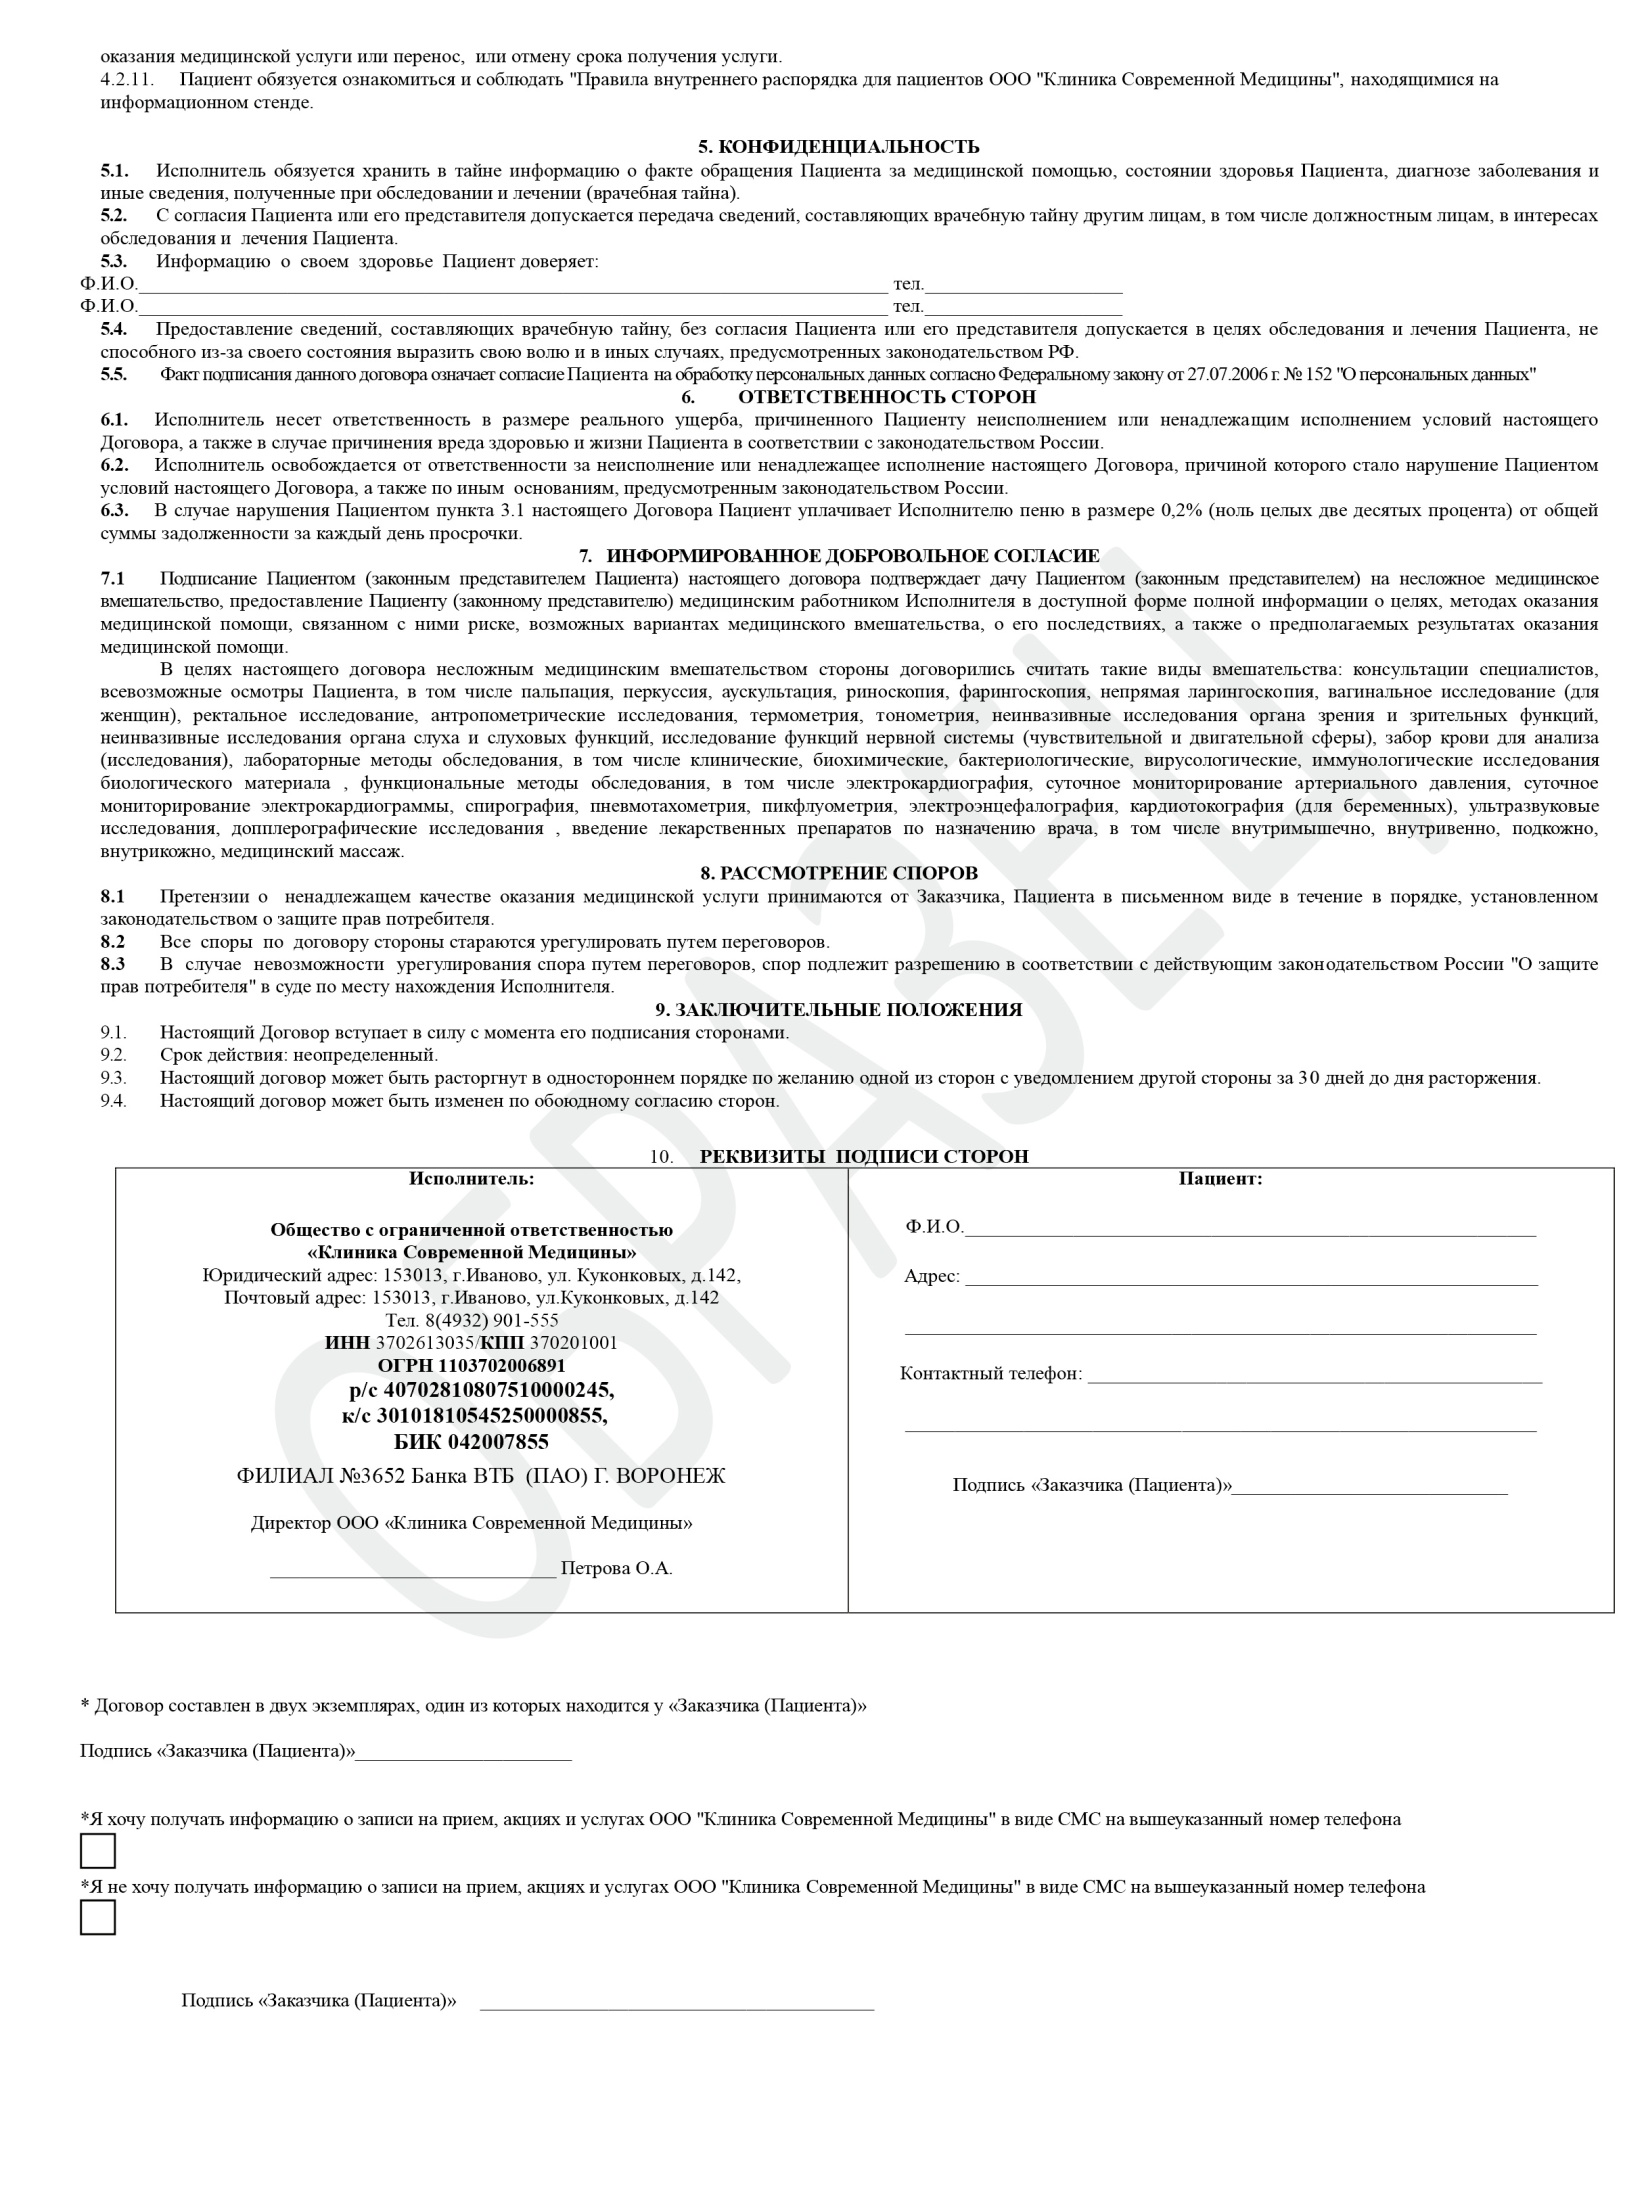 оказания медицинской услуги или перенос, или отмену срока получения услуги.
4.2.11. Пациент обязуется ознакомиться и соблюдать "Правила внутреннего распорядка для пациентов ООО "Клиника Современной Медицины", находящимися на
информационном стенде.
5. КОНФИДЕНЦИАЛЬНОСТЬ
5.1. Исполнитель обязуется хранить в тайне информацию о факте обращения Пациента за медицинской помощью, состоянии здоровья Пациента, диагнозе заболевания и
иные сведения, полученные при обследовании и лечении (врачебная тайна).
5.2. С согласия Пациента или его представителя допускается передача сведений, составляющих врачебную тайну другим лицам, в том числе должностным лицам, в интересах
обследования и лечения Пациента.
5.3. Информацию о своем здоровье Пациент доверяет:
Ф.И.О.______________ тел.______________
Ф.И.О.______________ тел.______________
5.4. Предоставление сведений, составляющих врачебную тайну, без согласия Пациента или его представителя допускается в целях обследования и лечения Пациента, не
способного из-за своего состояния выразить свою волю и в иных случаях, предусмотренных законодательством РФ.
5.5. Факт подписания данного договора означает согласие Пациента на обработку персональных данных согласно Федеральному закону от 27.07.2006 г. № 152 "О персональных данных"
6. ОТВЕТСТВЕННОСТЬ СТОРОН
6.1. Исполнитель несет ответственность в размере реального ущерба, причиненного Пациенту неисполнением или ненадлежащим исполнением условий настоящего
Договора, а также в случае причинения вреда здоровью и жизни Пациента в соответствии с законодательством России.
6.2. Исполнитель освобождается от ответственности за неисполнение или ненадлежащее исполнение настоящего Договора, причиной которого стало нарушение Пациентом
условий настоящего Договора, а также по иным основаниям, предусмотренным законодательством России.
6.3. В случае нарушения Пациентом пункта 3.1 настоящего Договора Пациент уплачивает Исполнителю пеню в размере 0,2% (ноль целых две десятых процента) от общей
суммы задолженности за каждый день просрочки.
7. ИНФОРМИРОВАННОЕ ДОБРОВОЛЬНОЕ СОГЛАСИЕ
7.1 Подписание Пациентом (законным представителем Пациента) настоящего договора подтверждает дачу Пациентом (законным представителем) на несложное медицинское
вмешательство, предоставление Пациенту (законному представителю) медицинским работником Исполнителя в доступной форме полной информации о целях, методах оказания
медицинской помощи, связанном с ними риске, возможных вариантах медицинского вмешательства, о его последствиях, а также о предполагаемых результатах оказания
медицинской помощи.
В целях настоящего договора несложным медицинским вмешательством стороны договорились считать такие виды вмешательства: консультации специалистов,
всевозможные осмотры Пациента, в том числе пальпация, перкуссия, аускультация, риноскопия, фарингоскопия, непрямая ларингоскопия, вагинальное исследование (для
женщин), ректальное исследование, антропометрические исследования, термометрия, тонометрия, неинвазивные исследования органа зрения и зрительных функций,
неинвазивные исследования органа слуха и слуховых функций, исследование функций нервной системы (чувствительной и двигательной сферы), забор крови для анализа
(исследования), лабораторные методы обследования, в том числе клинические, биохимические, бактериологические, вирусологические, иммунологические исследования
биологического материала , функциональные методы обследования, в том числе электрокардиография, суточное мониторирование артериального давления, суточное
мониторирование электрокардиограммы, спирография, пневмотахометрия, пикфлуометрия, электроэнцефалография, кардиотокография (для беременных), ультразвуковые
исследования, допплерографические исследования , введение лекарственных препаратов по назначению врача, в том числе внутримышечно, внутривенно, подкожно,
внутрикожно, медицинский массаж.
8. РАССМОТРЕНИЕ СПОРОВ
8.1 Претензии о ненадлежащем качестве оказания медицинской услуги принимаются от Заказчика, Пациента в письменном виде в течение в порядке, установленном
законодательством о защите прав потребителя.
8.2 Все споры по договору стороны стараются урегулировать путем переговоров.
8.3 В случае невозможности урегулирования спора путем переговоров, спор подлежит разрешению в соответствии с действующим законодательством России "О защите
прав потребителя" в суде по месту нахождения Исполнителя.
9. ЗАКЛЮЧИТЕЛЬНЫЕ ПОЛОЖЕНИЯ
9.1. Настоящий Договор вступает в силу с момента его подписания сторонами.
9.2. Срок действия: неопределенный.
9.3. Настоящий договор может быть расторгнут в одностороннем порядке по желанию одной из сторон с уведомлением другой стороны за 30 дней до дня расторжения.
9.4. Настоящий договор может быть изменен по обоюдному согласию сторон.
10. РЕКВИЗИТЫ ПОДПИСИ СТОРОН
Исполнитель:
Общество с ограниченной ответственностью
«Клиника Современной Медицины»
Юридический адрес: 153013, г.Иваново, ул. Куконковых, д.142,
Почтовый адрес: 153013, г.Иваново, ул.Куконковых, д.142
Тел. 8(4932) 901-555
ИНН 3702613035/КПП 370201001
ОГРН 1103702006891
р/с 40702810807510000245,
к/с 30101810545250000855,
БИК 042007855
ФИЛИАЛ №3652 Банка ВТБ (ПАО) Г. ВОРОНЕЖ
Директор ООО «Клиника Современной Медицины»
______________ Петрова О.А.
Пациент:
Ф.И.О.______________
Адрес: ______________
Контактный телефон: ______________
Подпись «Заказчика (Пациента)»______________
* Договор составлен в двух экземплярах, один из которых находится у «Заказчика (Пациента)»
Подпись «Заказчика (Пациента)»______________
*Я хочу получать информацию о записи на прием, акциях и услугах ООО "Клиника Современной Медицины" в виде СМС на вышеуказанный номер телефона
*Я не хочу получать информацию о записи на прием, акциях и услугах ООО "Клиника Современной Медицины" в виде СМС на вышеуказанный номер телефона
Подпись «Заказчика (Пациента)» ______________
ОБРАЗЕЦ